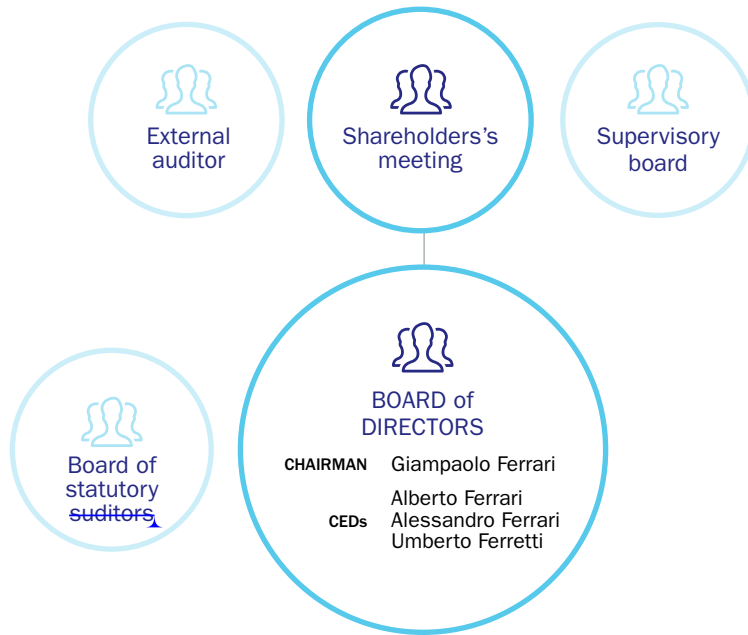 External
auditor
Shareholders's
meeting
Supervisory
board
BOARD of
DIRECTORS
CHAIRMAN Giampaolo Ferrari
Alberto Ferrari
CEDs Alessandro Ferrari
Umberto Ferretti
Board of
statutory
suditors